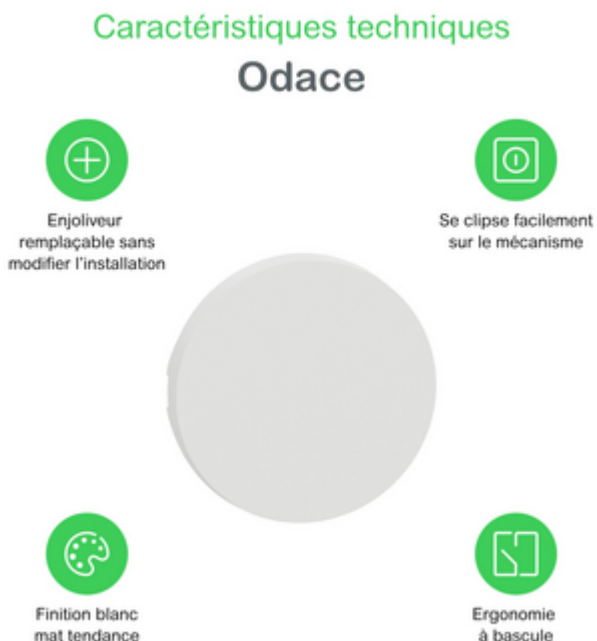 Caractéristiques techniques
Odace
Enjoliveur
remplaçable sans
modifier l'installation
Se clipse facilement
sur le mécanisme
Finition blanc
mat tendance
Ergonomie
à bascule